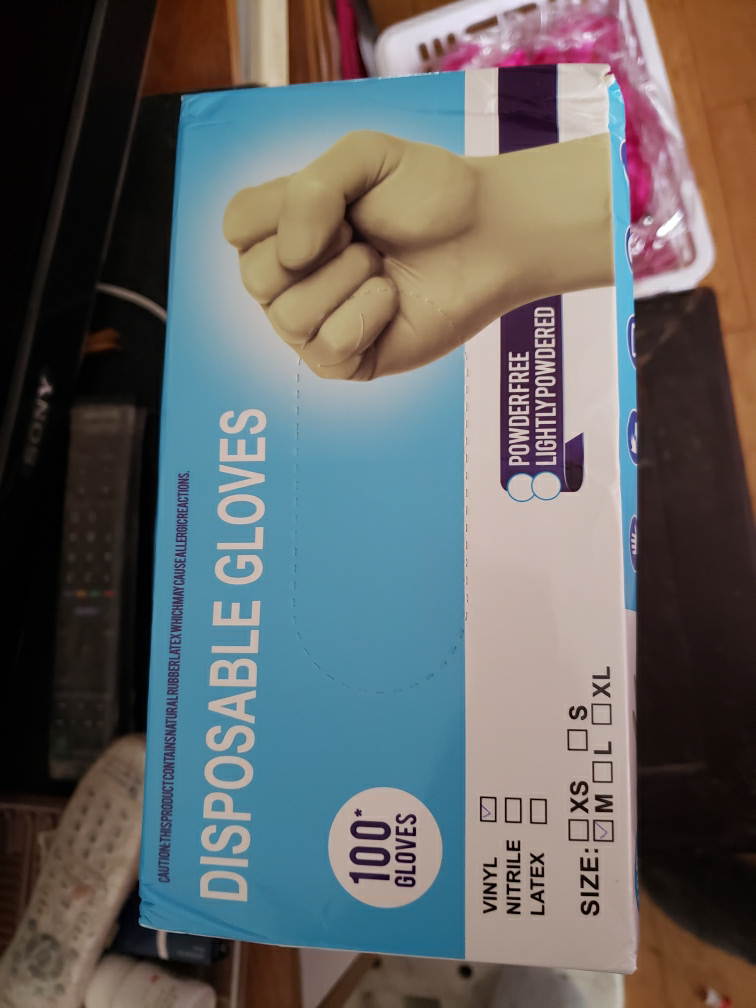 CAUTION:THISPRODUCTCONTAINSNATURALRUBBERLATEXWHICHMAYCAUSEALLERGICREACTIONS.
DISPOSABLE GLOVES
100*
GLOVES
POWDERFREE
LIGHTLYPOWDERED
VINYL
NITRILE
LATEX
SIZE: XS S
M L XL
SONY